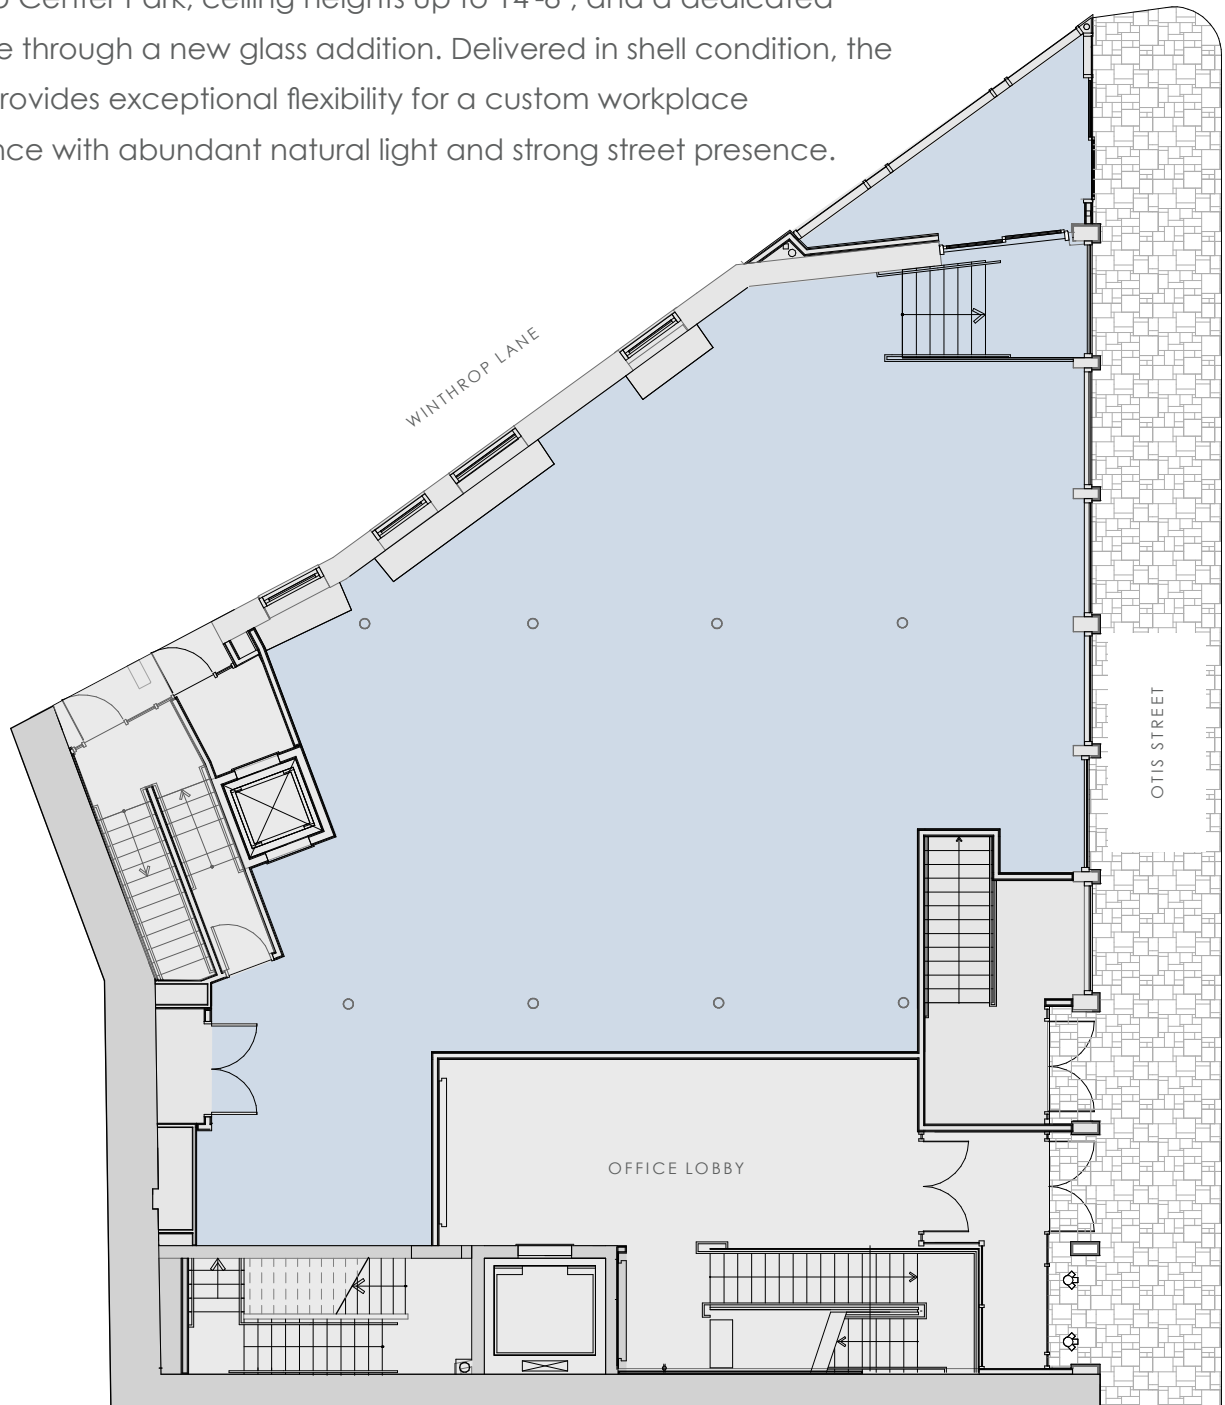 Center Park, ceiling heights up to 14'-8", and a dedicated
e through a new glass addition. Delivered in shell condition, the
rovides exceptional flexibility for a custom workplace
nce with abundant natural light and strong street presence.
WINTHROP LANE
OTIS STREET
OFFICE LOBBY